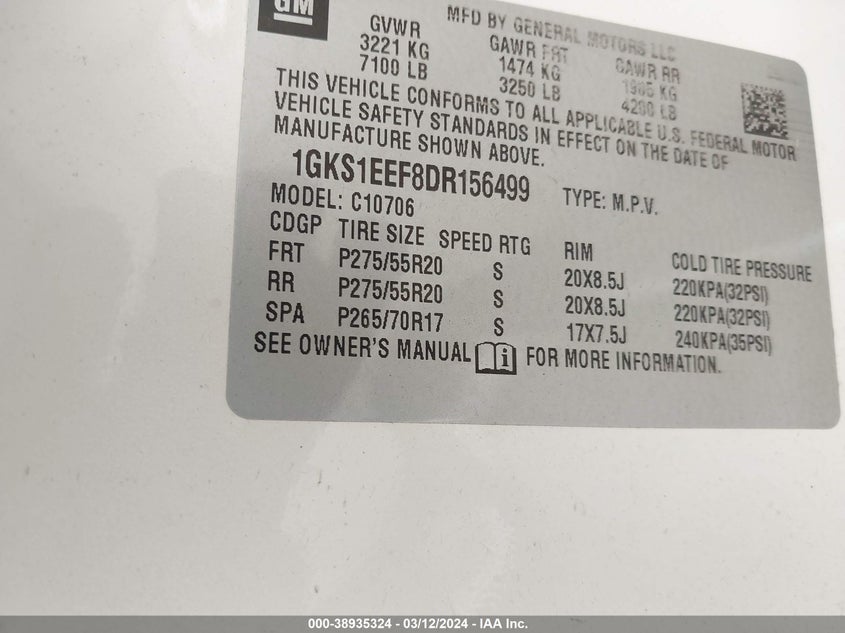 GM
MFD BY GENERAL MOTORS LLC
GVWR GAWR FRT GAWR RR
3221 KG 1474 KG KG
7100 LB 3250 LB 4200 LB
THIS VEHICLE CONFORMS TO ALL APPLICABLE U.S. FEDERAL MOTOR
VEHICLE SAFETY STANDARDS IN EFFECT ON THE DATE OF
MANUFACTURE SHOWN ABOVE.
1GKS1EEF8DR156499 TYPE: M.P.V.
MODEL: C10706
CDGP TIRE SIZE SPEED RTG RIM COLD TIRE PRESSURE
FRT P275/55R20 S 20X8.5J 220KPA(32PSI)
RR P275/55R20 S 20X8.5J 220KPA(32PSI)
SPA P265/70R17 S 17X7.5J 240KPA(35PSI)
SEE OWNER'S MANUAL i FOR MORE INFORMATION.
000-38935324 - 03/12/2024 - IAA Inc.